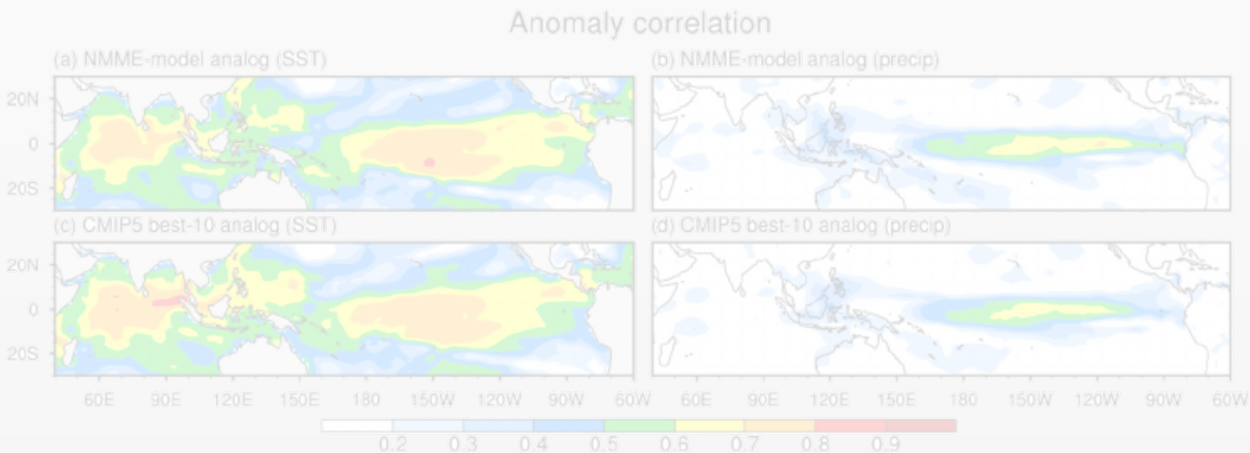 Anomaly correlation
(a) NMME-model analog (SST)
(b) NMME-model analog (precip)
20N
0
20S
(c) CMIP5 best-10 analog (SST)
(d) CMIP5 best-10 analog (precip)
20N
0
20S
60E 90E 120E 150E 180 150W 120W 90W 60W
60E 90E 120E 150E 180 150W 120W 90W 60W
0.2 0.3 0.4 0.5 0.6 0.7 0.8 0.9